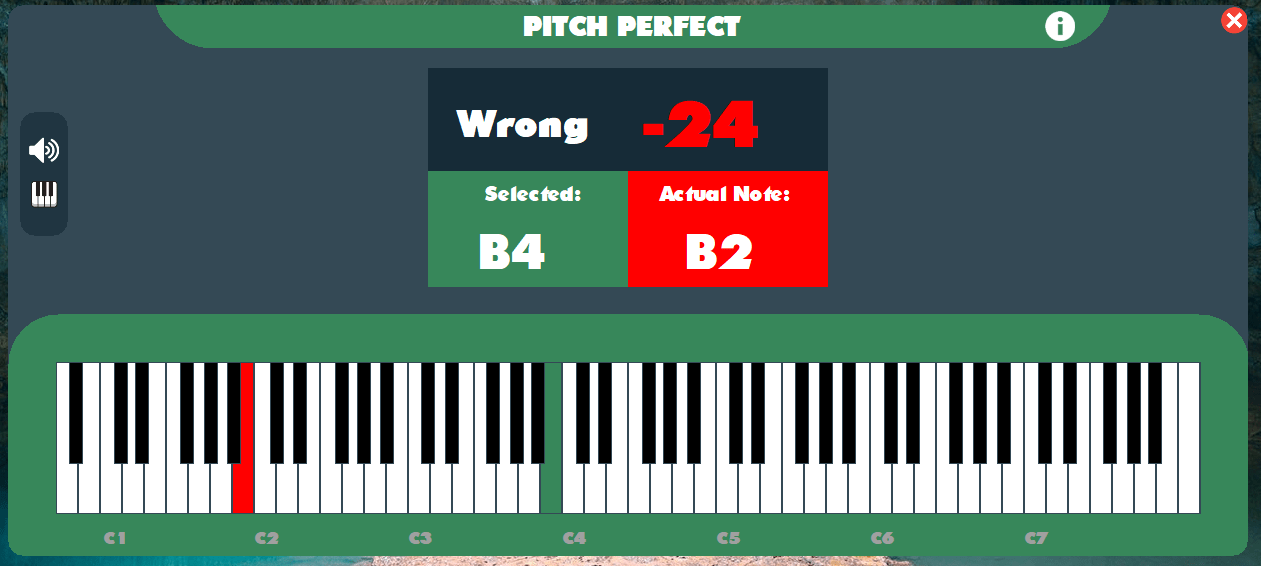 PITCH PERFECT
Wrong -24
Selected: Actual Note:
B4 B2
C1 C2 C3 C4 C5 C6 C7